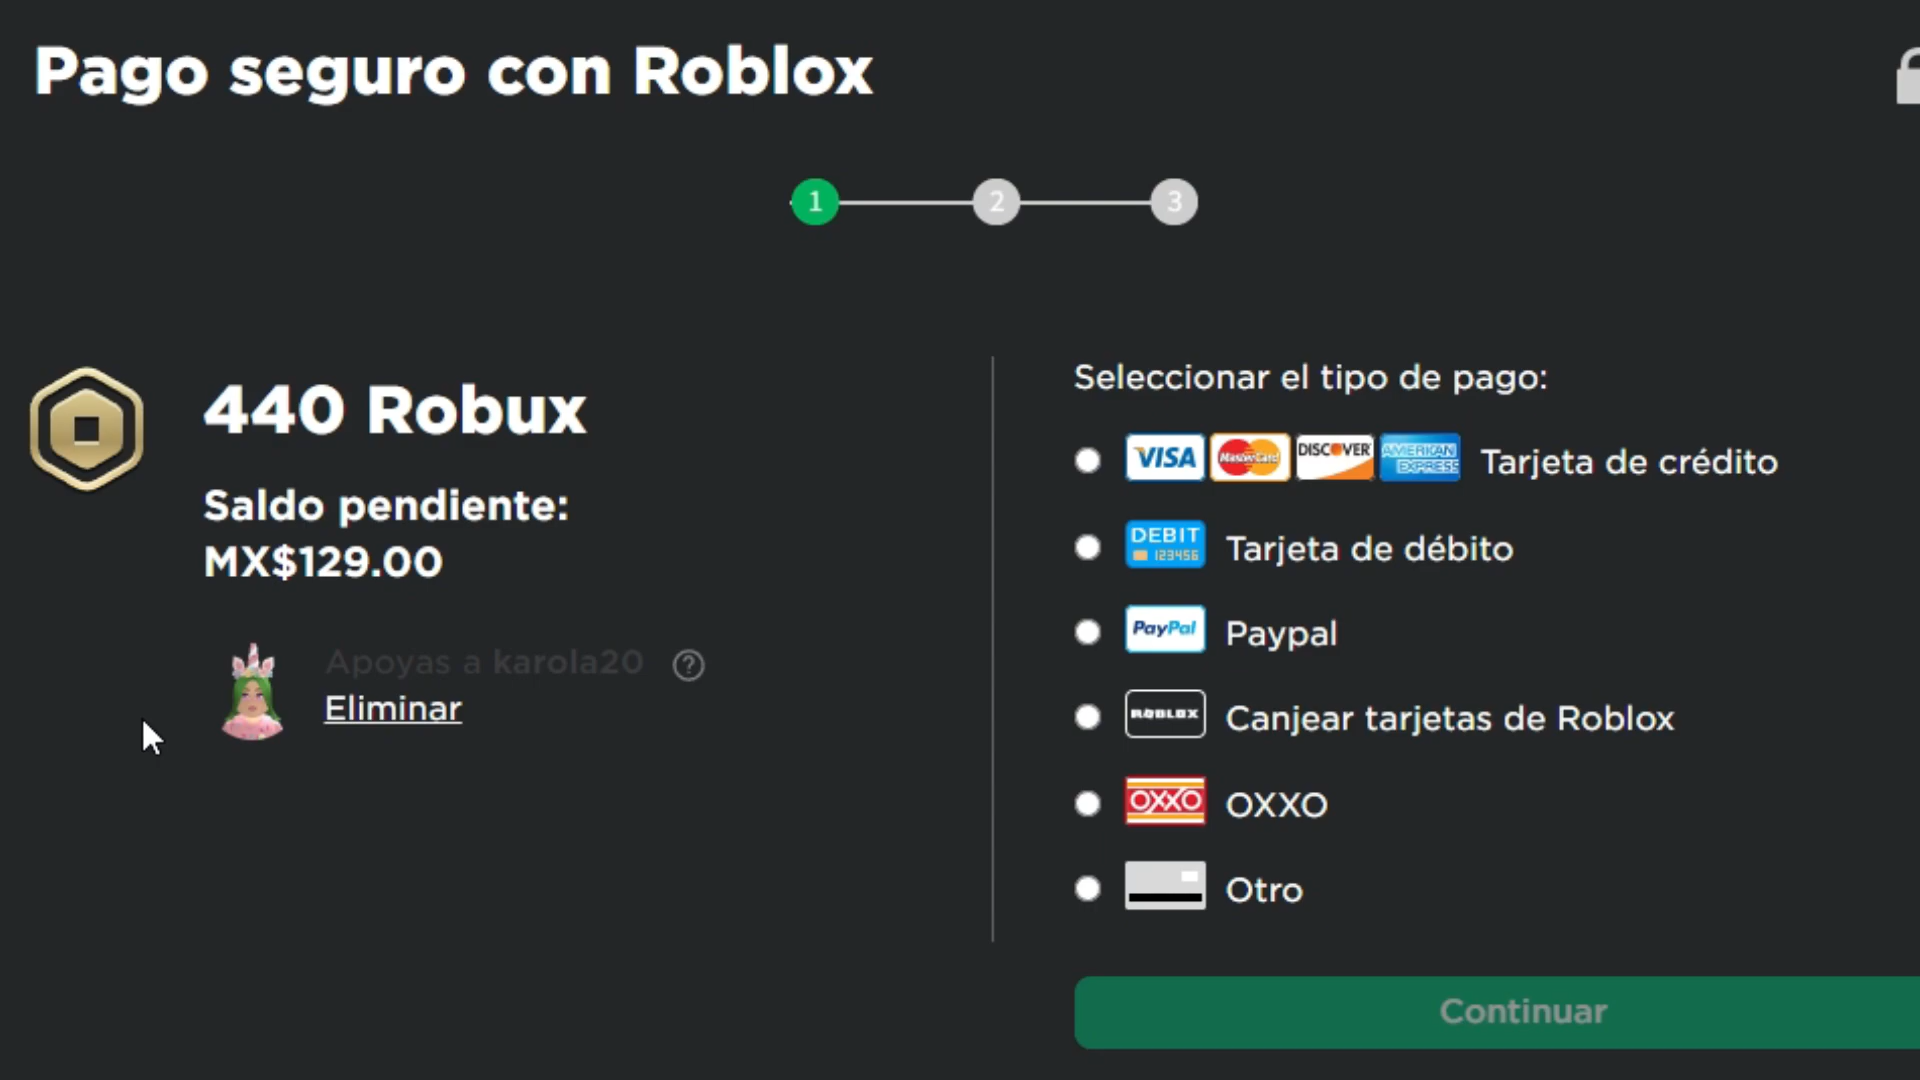 Pago seguro con Roblox
1 2 3
440 Robux
Saldo pendiente:
MX$129.00
Apoyas a karola20 ?
Eliminar
Seleccionar el tipo de pago:
VISA MasterCard DISCOVER AMERICAN EXPRESS Tarjeta de crédito
DEBIT 123456 Tarjeta de débito
PayPal Paypal
ROBLOX Canjear tarjetas de Roblox
OXXO OXXO
Otro
Continuar